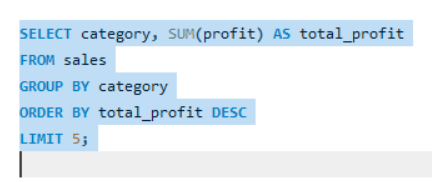 SELECT category, SUM(profit) AS total_profit
FROM sales
GROUP BY category
ORDER BY total_profit DESC
LIMIT 5;